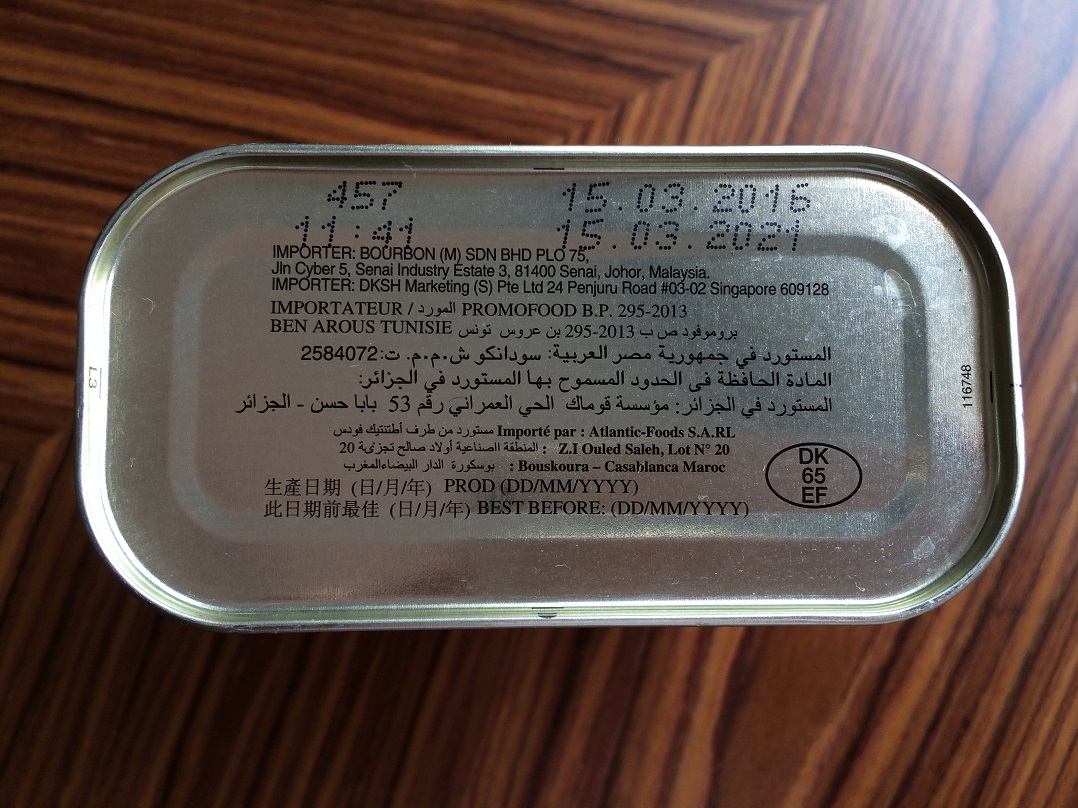 457 15.03.2016
11:41 15.03.2021
IMPORTER: BOURBON (M) SDN BHD PLO 75,
Jln Cyber 5, Senai Industry Estate 3, 81400 Senai, Johor, Malaysia.
IMPORTER: DKSH Marketing (S) Pte Ltd 24 Penjuru Road #03-02 Singapore 609128
IMPORTATEUR / المورد PROMOFOOD B.P. 295-2013
BEN AROUS TUNISIE بروموفود ص ب 2013-295 بن عروس تونس
المستورد في جمهورية مصر العربية: سودانكو ش.م.م. ت:2584072
المادة الحافظة في الحدود المسموح بها المستورد في الجزائر:
المستورد في الجزائر: مؤسسة قوماك الحي العمراني رقم 53 بابا حسن - الجزائر
مستورد من طرف أطلنتيك فودس Importé par : Atlantic-Foods S.A.RL
المنطقة الصناعية أولاد صالح تجزية 20 : Z.I Ouled Saleh, Lot N° 20
بوسكورة الدار البيضاءالمغرب : Bouskoura – Casablanca Maroc
生產日期 (日/月/年) PROD (DD/MM/YYYY)
此日期前最佳 (日/月/年) BEST BEFORE: (DD/MM/YYYY)
DK
65
EF
L3
116748